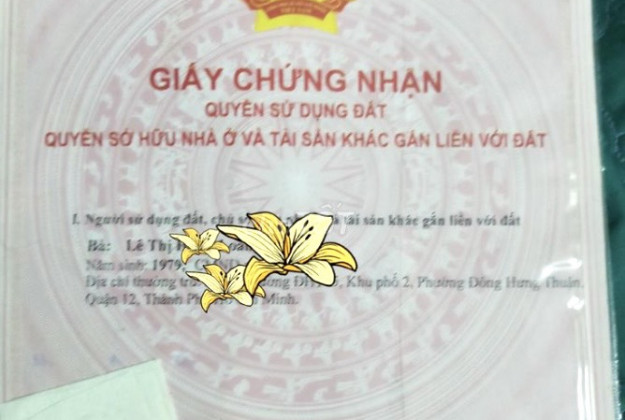 GIẤY CHỨNG NHẬN
QUYỀN SỬ DỤNG ĐẤT
QUYỀN SỞ HỮU NHÀ Ở VÀ TÀI SẢN KHÁC GẮN LIỀN VỚI ĐẤT
I. Người sử dụng đất, chủ tài sản khác gắn liền với đất
Bà: Lê Thị
Năm sinh: 1979, CMND
Địa chỉ thường Khu phố 2, Phường Đông Hưng Thuận,
Quận 12, Thành Minh.